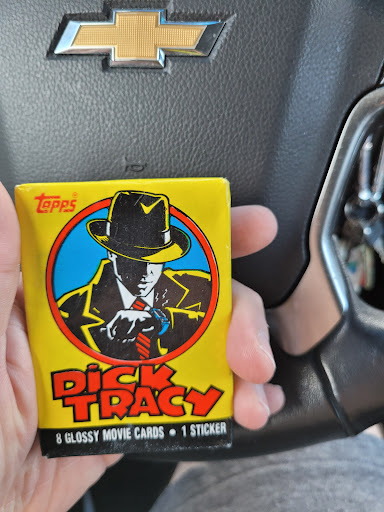 Topps
DICK
TRACY
8 GLOSSY MOVIE CARDS • 1 STICKER